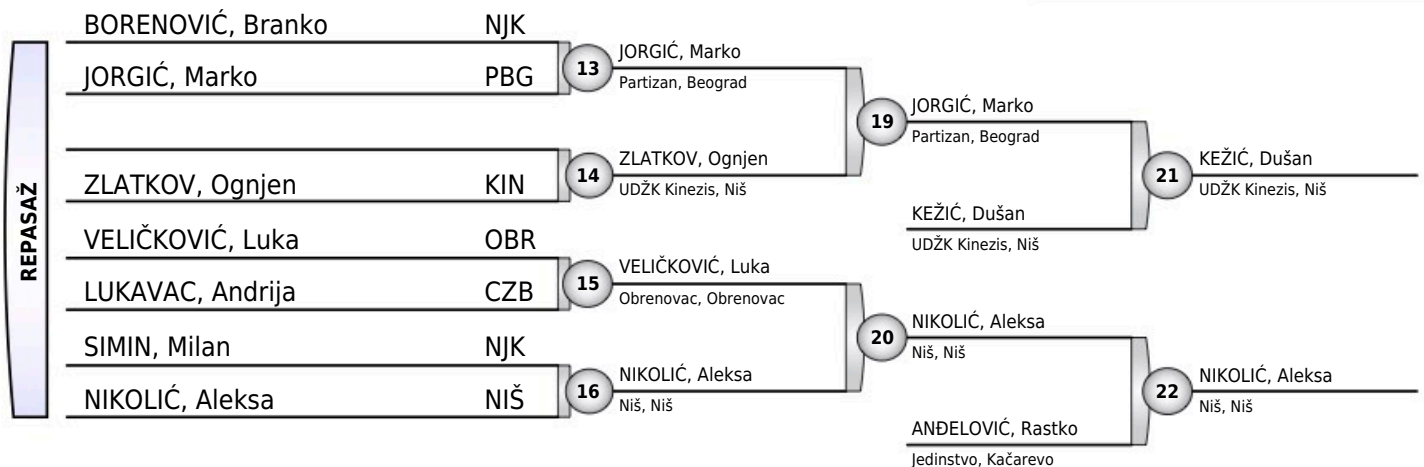 REPASAŽ
BORENOVIĆ, Branko NJK
JORGIĆ, Marko PBG
ZLATKOV, Ognjen KIN
VELIČKOVIĆ, Luka OBR
LUKAVAC, Andrija CZB
SIMIN, Milan NJK
NIKOLIĆ, Aleksa NIŠ
13
JORGIĆ, Marko
Partizan, Beograd
14
ZLATKOV, Ognjen
UDŽK Kinezis, Niš
15
VELIČKOVIĆ, Luka
Obrenovac, Obrenovac
16
NIKOLIĆ, Aleksa
Niš, Niš
19
JORGIĆ, Marko
Partizan, Beograd
KEŽIĆ, Dušan
UDŽK Kinezis, Niš
20
NIKOLIĆ, Aleksa
Niš, Niš
ANĐELOVIĆ, Rastko
Jedinstvo, Kačarevo
21
KEŽIĆ, Dušan
UDŽK Kinezis, Niš
22
NIKOLIĆ, Aleksa
Niš, Niš